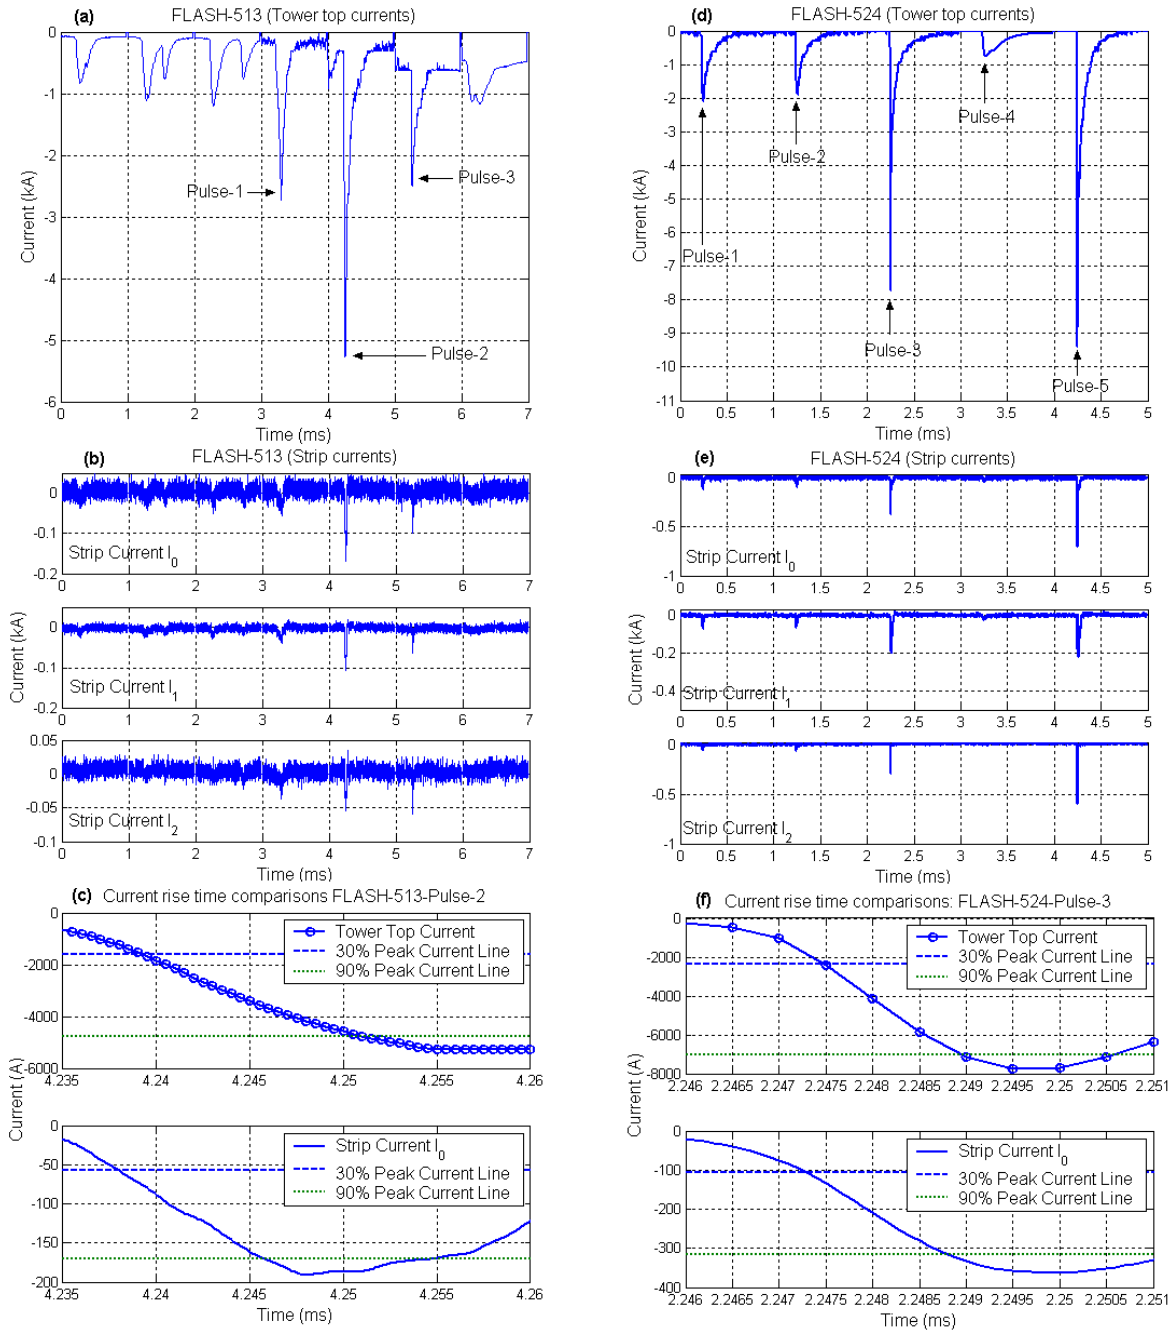 (a) FLASH-513 (Tower top currents)
0
-1
-2
-3
-4
-5
-6
Current (kA)
Pulse-1
Pulse-2
Pulse-3
0 1 2 3 4 5 6 7
Time (ms)
(b)
FLASH-513 (Strip currents)
0
-0.1
-0.2
Strip Current I0
0 1 2 3 4 5 6 7
0
-0.1
-0.2
Current (kA)
Strip Current I1
0 1 2 3 4 5 6 7
0.05
0
-0.05
-0.1
Strip Current I2
0 1 2 3 4 5 6 7
Time (ms)
(c) Current rise time comparisons FLASH-513-Pulse-2
0
-2000
-4000
-6000
Tower Top Current
30% Peak Current Line
90% Peak Current Line
4.235 4.24 4.245 4.25 4.255 4.26
Current (A)
0
-50
-100
-150
-200
Strip Current I0
30% Peak Current Line
90% Peak Current Line
4.235 4.24 4.245 4.25 4.255 4.26
Time (ms)
(d) FLASH-524 (Tower top currents)
0
-1
-2
-3
-4
-5
-6
-7
-8
-9
-10
-11
Current (kA)
Pulse-1
Pulse-2
Pulse-3
Pulse-4
Pulse-5
0 0.5 1 1.5 2 2.5 3 3.5 4 4.5 5
Time (ms)
(e)
FLASH-524 (Strip currents)
0
-0.5
-1
Strip Current I0
0 0.5 1 1.5 2 2.5 3 3.5 4 4.5 5
0
-0.2
-0.4
Current (kA)
Strip Current I1
0 0.5 1 1.5 2 2.5 3 3.5 4 4.5 5
0
-0.5
-1
Strip Current I2
0 0.5 1 1.5 2 2.5 3 3.5 4 4.5 5
Time (ms)
(f) Current rise time comparisons: FLASH-524-Pulse-3
0
-2000
-4000
-6000
-8000
Tower Top Current
30% Peak Current Line
90% Peak Current Line
2.246 2.2465 2.247 2.2475 2.248 2.2485 2.249 2.2495 2.25 2.2505 2.251
Current (A)
0
-100
-200
-300
-400
Strip Current I0
30% Peak Current Line
90% Peak Current Line
2.246 2.2465 2.247 2.2475 2.248 2.2485 2.249 2.2495 2.25 2.2505 2.251
Time (ms)